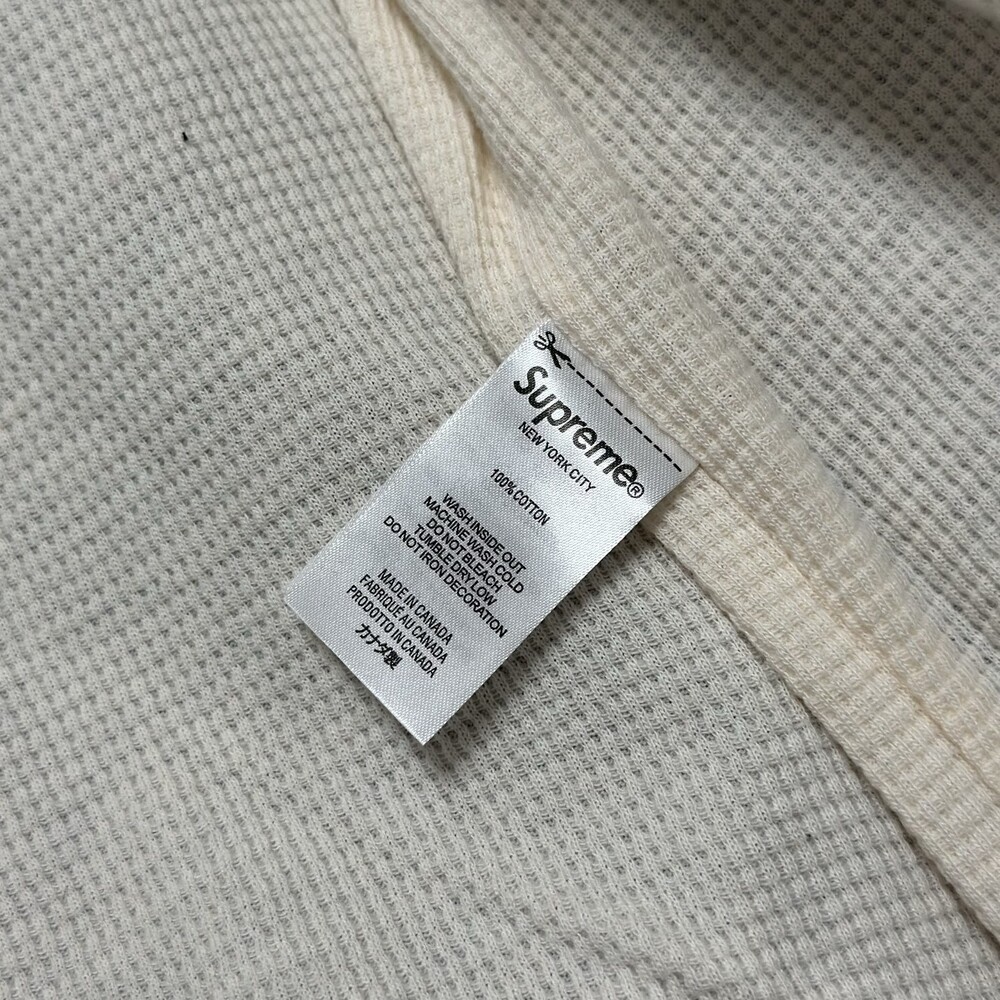 Supreme®
NEW YORK CITY
100% COTTON
WASH INSIDE OUT
MACHINE WASH COLD
DO NOT BLEACH
TUMBLE DRY LOW
DO NOT IRON DECORATION
MADE IN CANADA
FABRIQUÉ AU CANADA
PRODOTTO IN CANADA
カナダ製